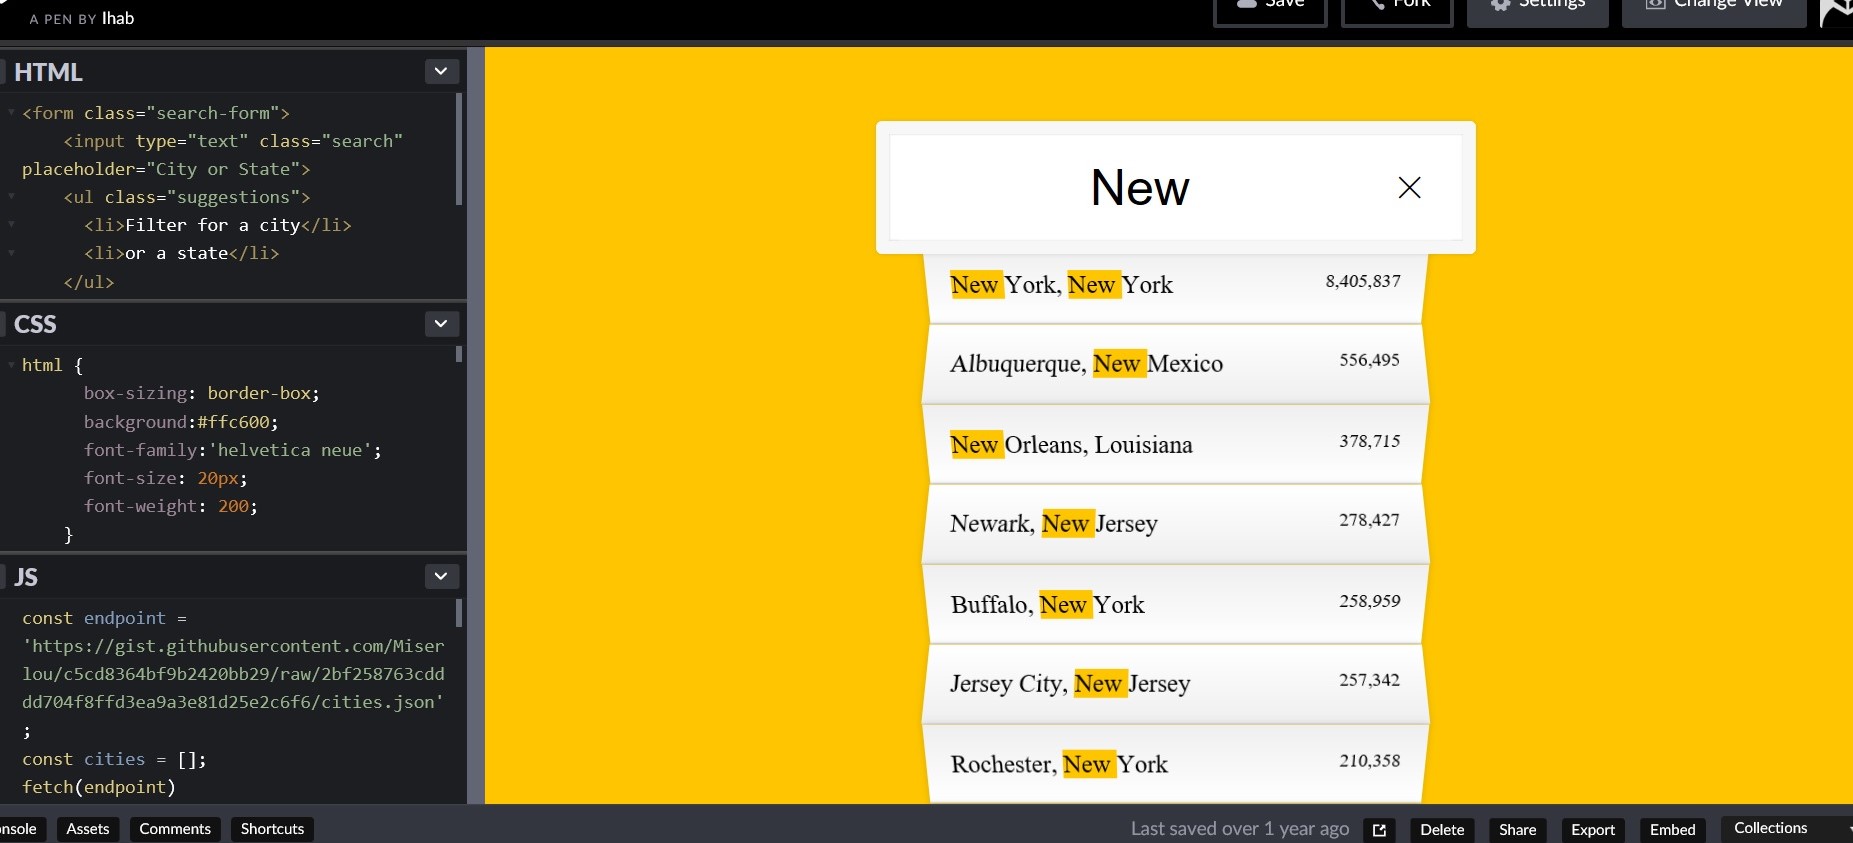 A PEN BY Ihab
Save
Fork
Settings
Change View
HTML
<form class="search-form">
<input type="text" class="search"
placeholder="City or State">
<ul class="suggestions">
<li>Filter for a city</li>
<li>or a state</li>
</ul>
CSS
html {
box-sizing: border-box;
background:#ffc600;
font-family:'helvetica neue';
font-size: 20px;
font-weight: 200;
}
JS
const endpoint =
'https://gist.githubusercontent.com/Miser
lou/c5cd8364bf9b2420bb29/raw/2bf258763cdd
dd704f8ffd3ea9a3e81d25e2c6f6/cities.json'
;
const cities = [];
fetch(endpoint)
New
New York, New York 8,405,837
Albuquerque, New Mexico 556,495
New Orleans, Louisiana 378,715
Newark, New Jersey 278,427
Buffalo, New York 258,959
Jersey City, New Jersey 257,342
Rochester, New York 210,358
nsole
Assets
Comments
Shortcuts
Last saved over 1 year ago
Delete
Share
Export
Embed
Collections